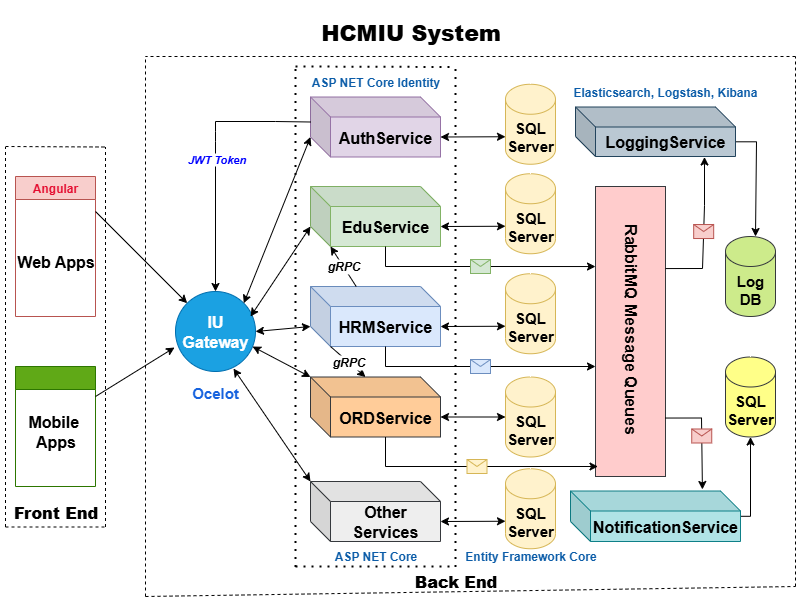 HCMIU System
ASP NET Core Identity
Elasticsearch, Logstash, Kibana
AuthService
SQL
Server
LoggingService
JWT Token
Angular
Web Apps
EduService
SQL
Server
gRPC
RabbitMQ Message Queues
Log
DB
IU
Gateway
HRMService
SQL
Server
gRPC
Ocelot
Mobile
Apps
ORDService
SQL
Server
SQL
Server
Front End
Other
Services
SQL
Server
NotificationService
ASP NET Core
Entity Framework Core
Back End